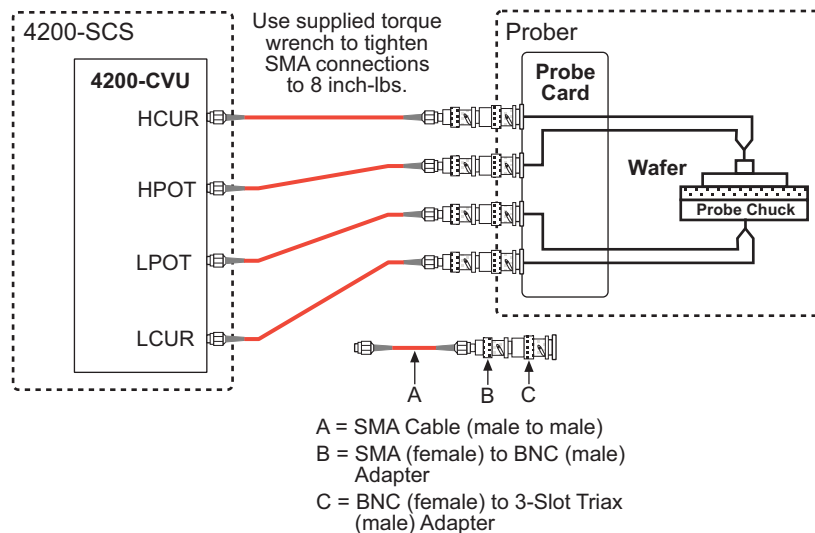 4200-SCS
Use supplied torque
wrench to tighten
SMA connections
to 8 inch-lbs.
Prober
4200-CVU
Probe
Card
HCUR
HPOT
LPOT
LCUR
Wafer
Probe Chuck
A
B
C
A = SMA Cable (male to male)
B = SMA (female) to BNC (male)
Adapter
C = BNC (female) to 3-Slot Triax
(male) Adapter